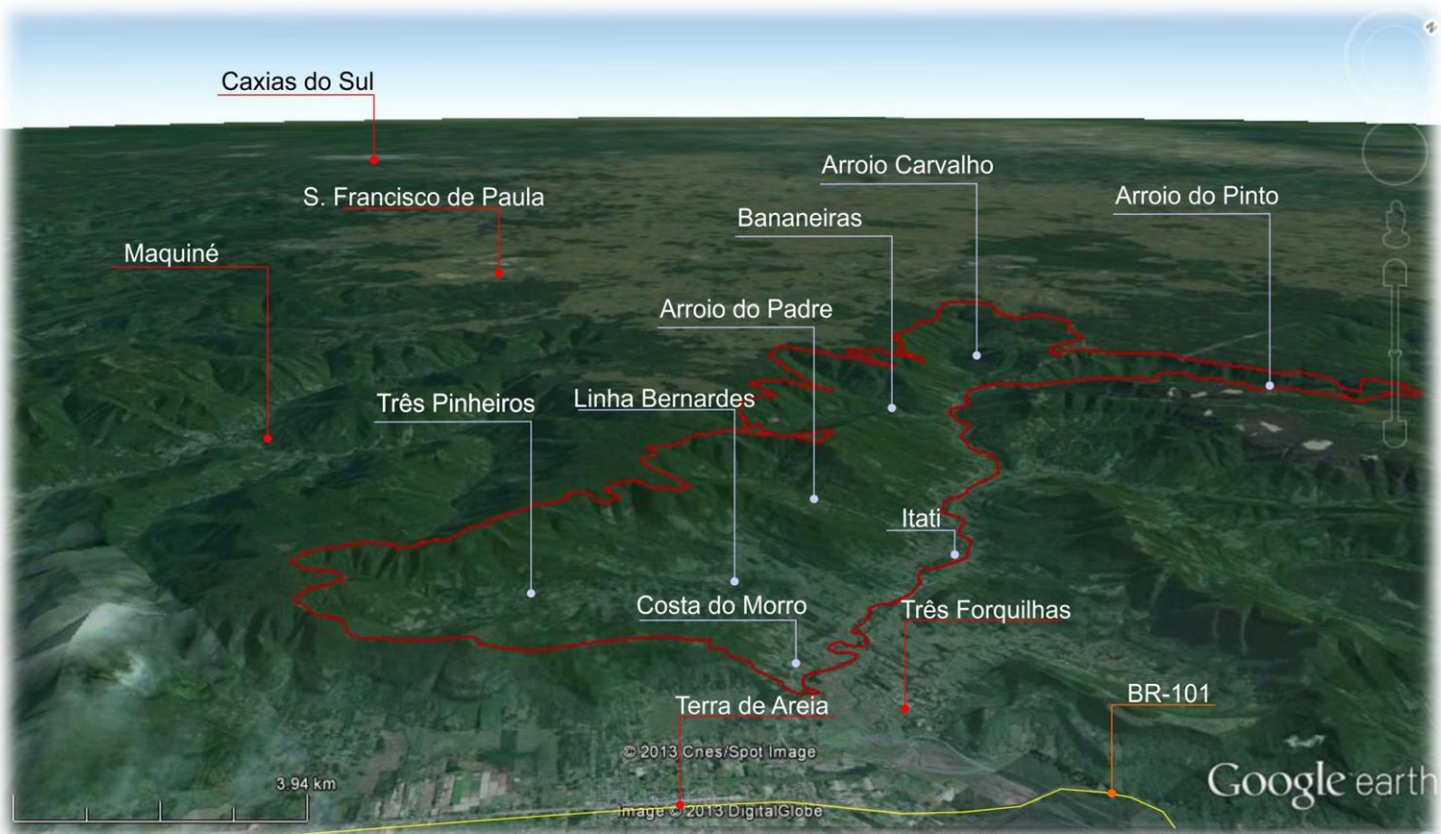 N
Caxias do Sul
Arroio Carvalho
S. Francisco de Paula
Arroio do Pinto
Bananeiras
Maquiné
Arroio do Padre
Três Pinheiros
Linha Bernardes
Itati
Costa do Morro
Três Forquilhas
Terra de Areia
BR-101
© 2013 Cnes/Spot Image
3.94 km
Google earth
Image © 2013 DigitalGlobe